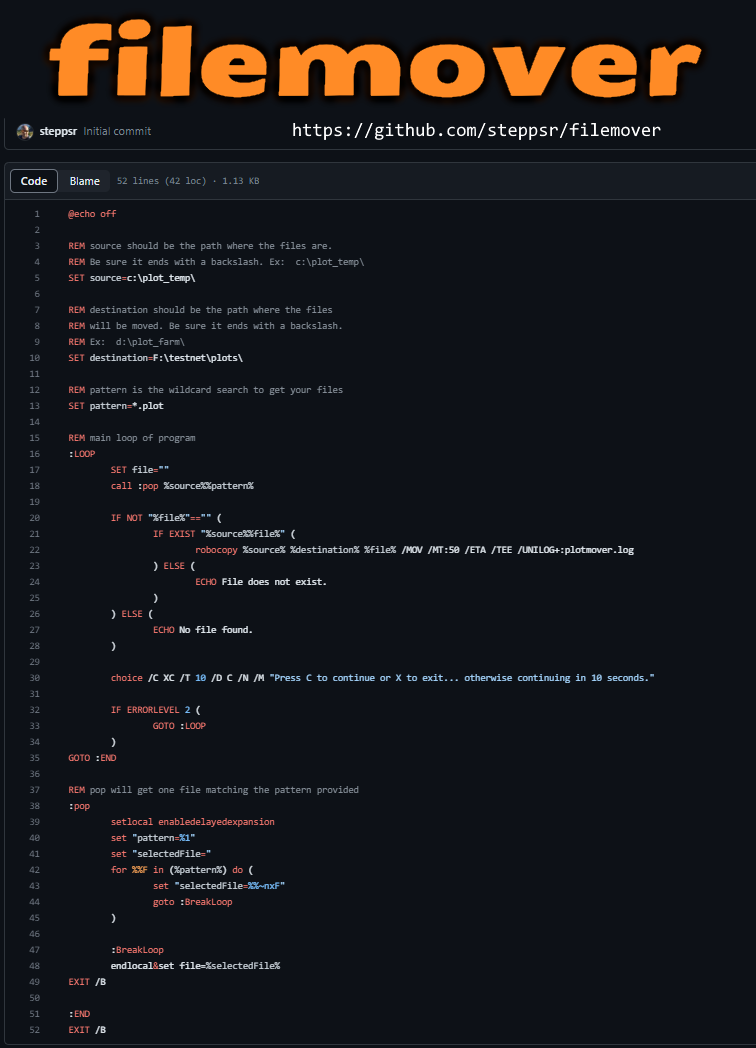 filemover
steppsr Initial commit https://github.com/steppsr/filemover
Code Blame 52 lines (42 loc) · 1.13 KB
1 @echo off
2
3 REM source should be the path where the files are.
4 REM Be sure it ends with a backslash. Ex:  c:\plot_temp\
5 SET source=c:\plot_temp\
6
7 REM destination should be the path where the files
8 REM will be moved. Be sure it ends with a backslash.
9 REM Ex:  d:\plot_farm\
10 SET destination=F:\testnet\plots\
11
12 REM pattern is the wildcard search to get your files
13 SET pattern=*.plot
14
15 REM main loop of program
16 :LOOP
17 SET file=""
18 call :pop %source%%pattern%
19
20 IF NOT "%file%"=="" (
21 IF EXIST "%source%%file%" (
22 robocopy %source% %destination% %file% /MOV /MT:50 /ETA /TEE /UNILOG+:plotmover.log
23 ) ELSE (
24 ECHO File does not exist.
25 )
26 ) ELSE (
27 ECHO No file found.
28 )
29
30 choice /C XC /T 10 /D C /N /M "Press C to continue or X to exit... otherwise continuing in 10 seconds."
31
32 IF ERRORLEVEL 2 (
33 GOTO :LOOP
34 )
35 GOTO :END
36
37 REM pop will get one file matching the pattern provided
38 :pop
39 setlocal enabledelayedexpansion
40 set "pattern=%1"
41 set "selectedFile="
42 for %%F in (%pattern%) do (
43 set "selectedFile=%%~nxF"
44 goto :BreakLoop
45 )
46
47 :BreakLoop
48 endlocal&set file=%selectedFile%
49 EXIT /B
50
51 :END
52 EXIT /B